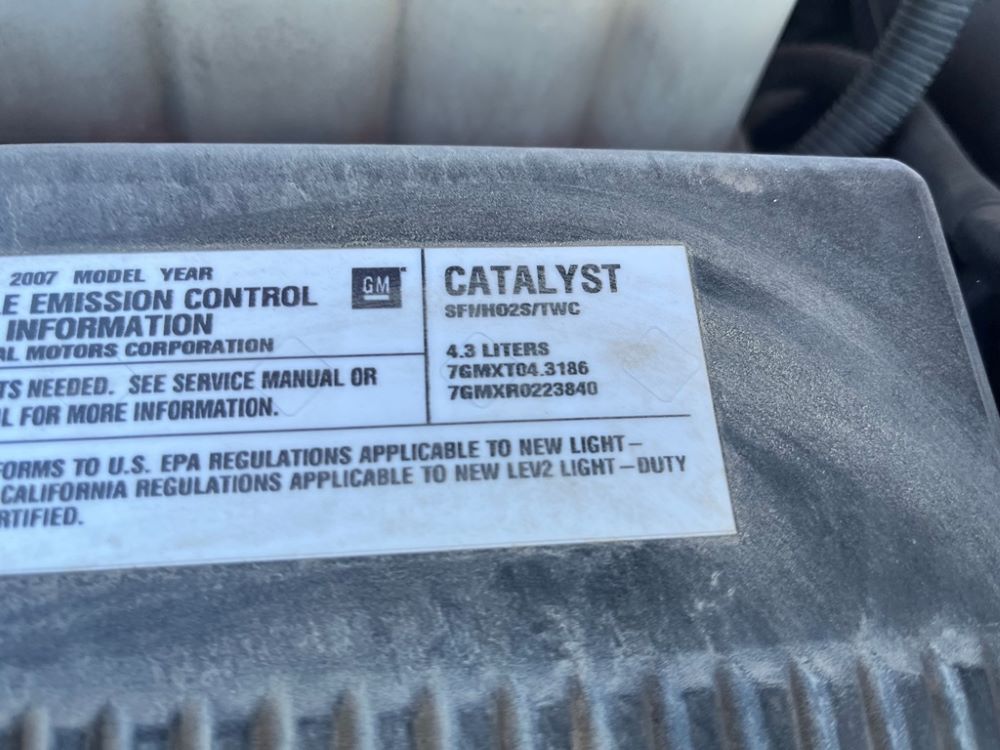 2007 MODEL YEAR
LE EMISSION CONTROL
INFORMATION
AL MOTORS CORPORATION
GM
CATALYST
SFI/HO2S/TWC
4.3 LITERS
7GMXT04.3186
7GMXR0223840
TS NEEDED. SEE SERVICE MANUAL OR
OL FOR MORE INFORMATION.
FORMS TO U.S. EPA REGULATIONS APPLICABLE TO NEW LIGHT-
CALIFORNIA REGULATIONS APPLICABLE TO NEW LEV2 LIGHT-DUTY
RTIFIED.